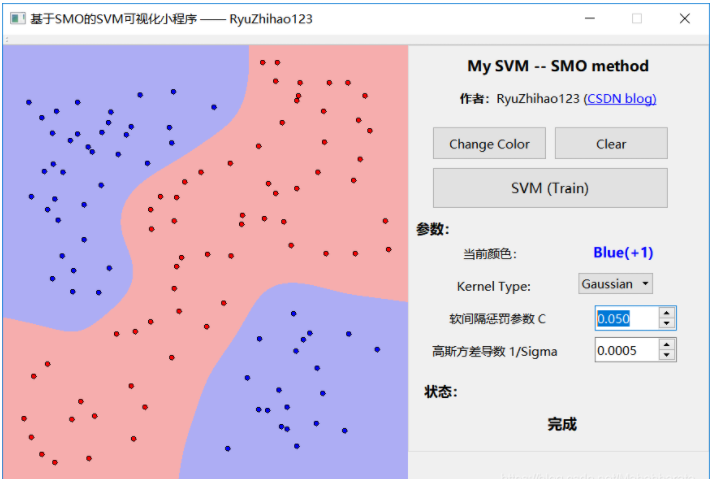 基于SMO的SVM可视化小程序 —— RyuZhihao123
My SVM -- SMO method
作者：RyuZhihao123 (CSDN blog)
Change Color
Clear
SVM (Train)
参数：
当前颜色：
Blue(+1)
Kernel Type:
Gaussian
软间隔惩罚参数 C
0.050
高斯方差导数 1/Sigma
0.0005
状态：
完成